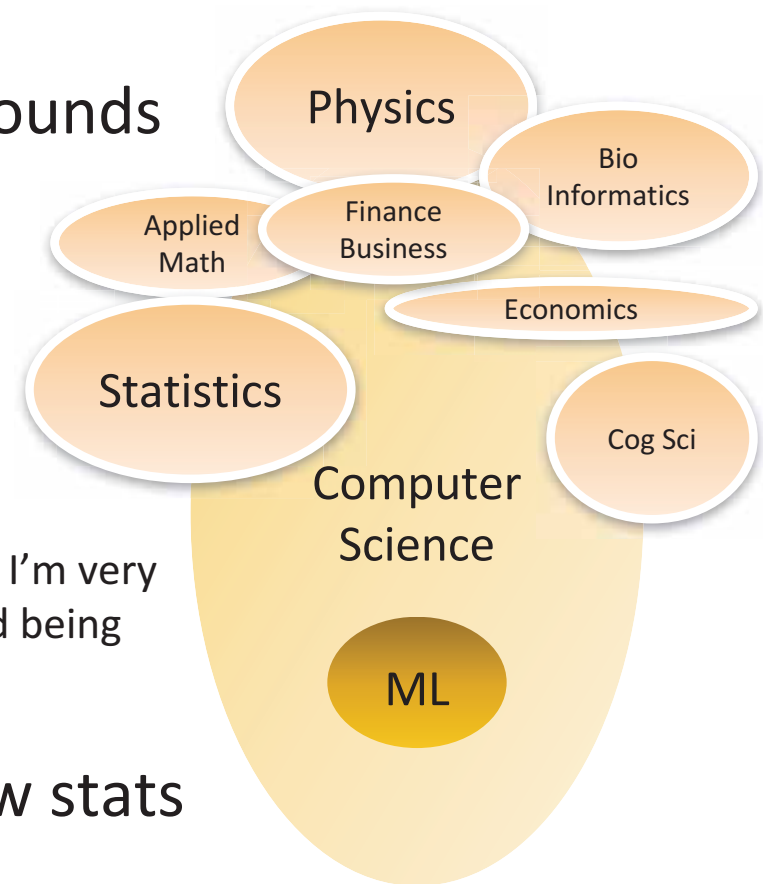 ounds
Physics
Bio
Informatics
Finance
Business
Applied
Math
Economics
Statistics
Cog Sci
Computer
Science
I’m very
d being
ML
w stats